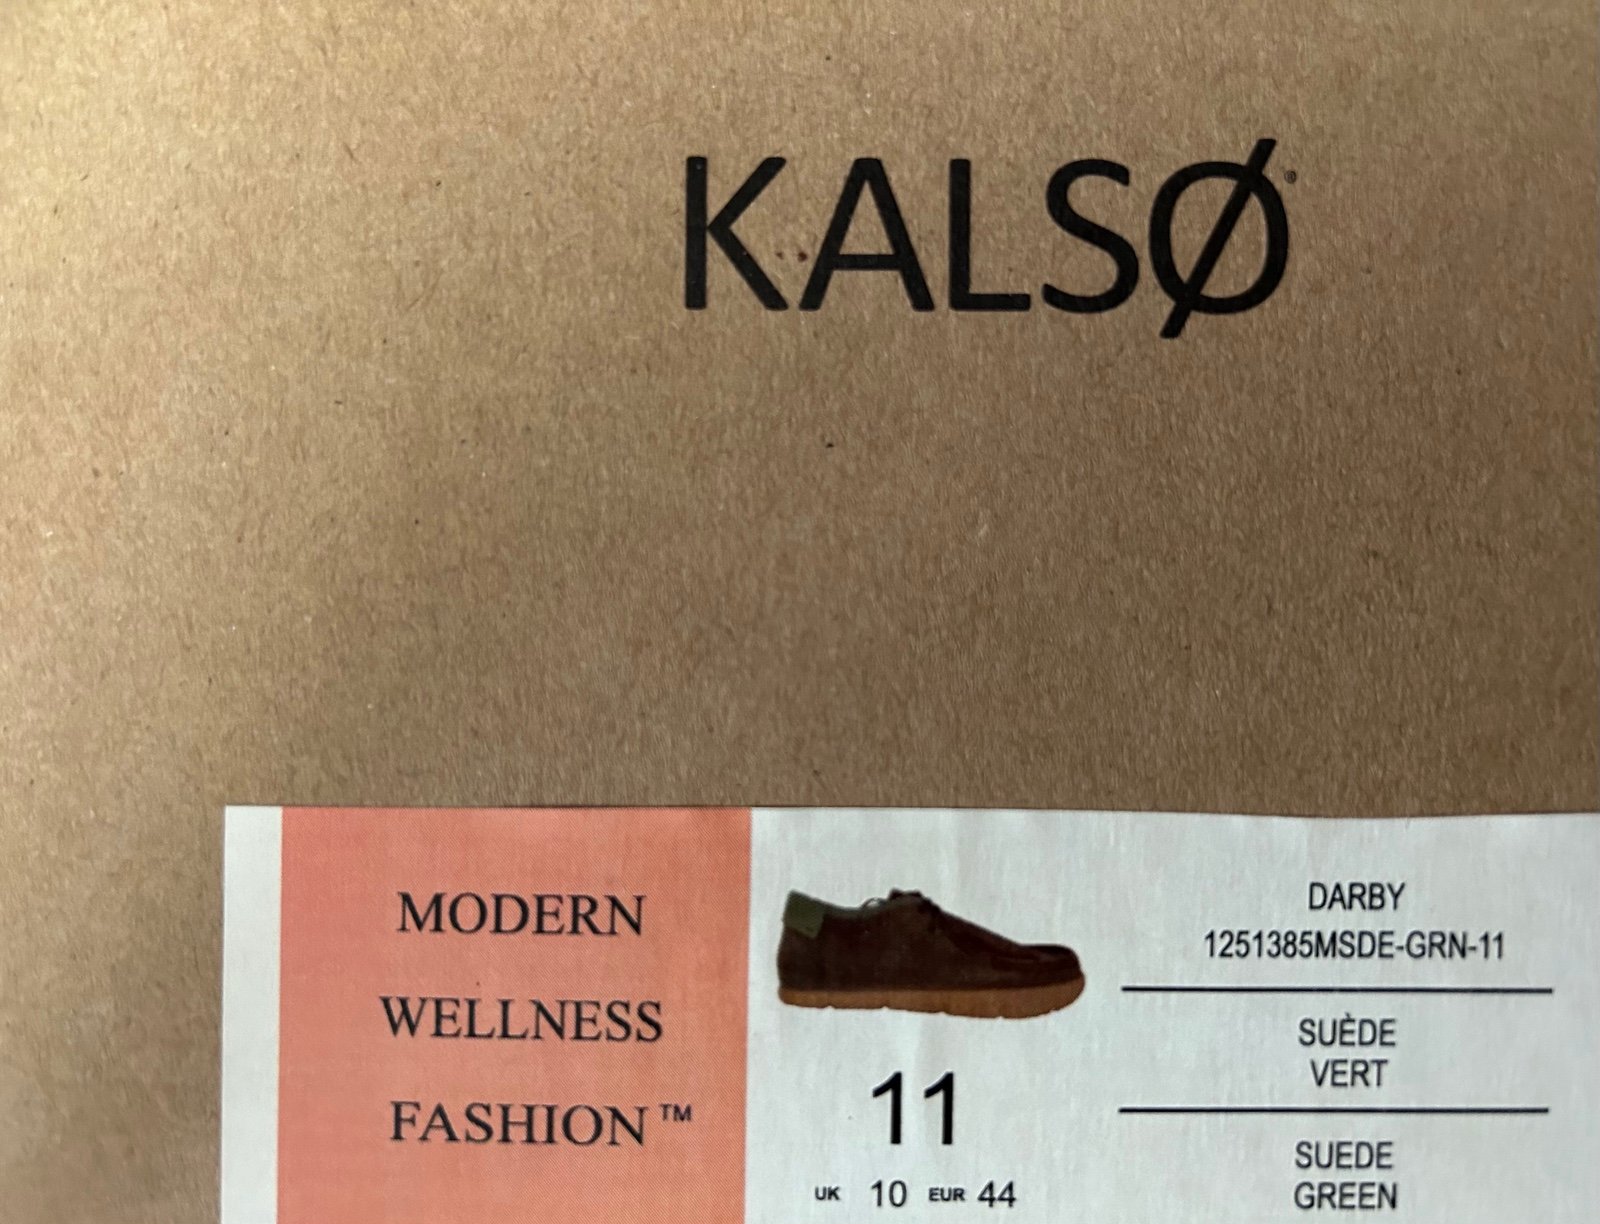 KALSØ®
MODERN
WELLNESS
FASHION™
11
UK 10 EUR 44
DARBY
1251385MSDE-GRN-11
SUÈDE
VERT
SUEDE
GREEN